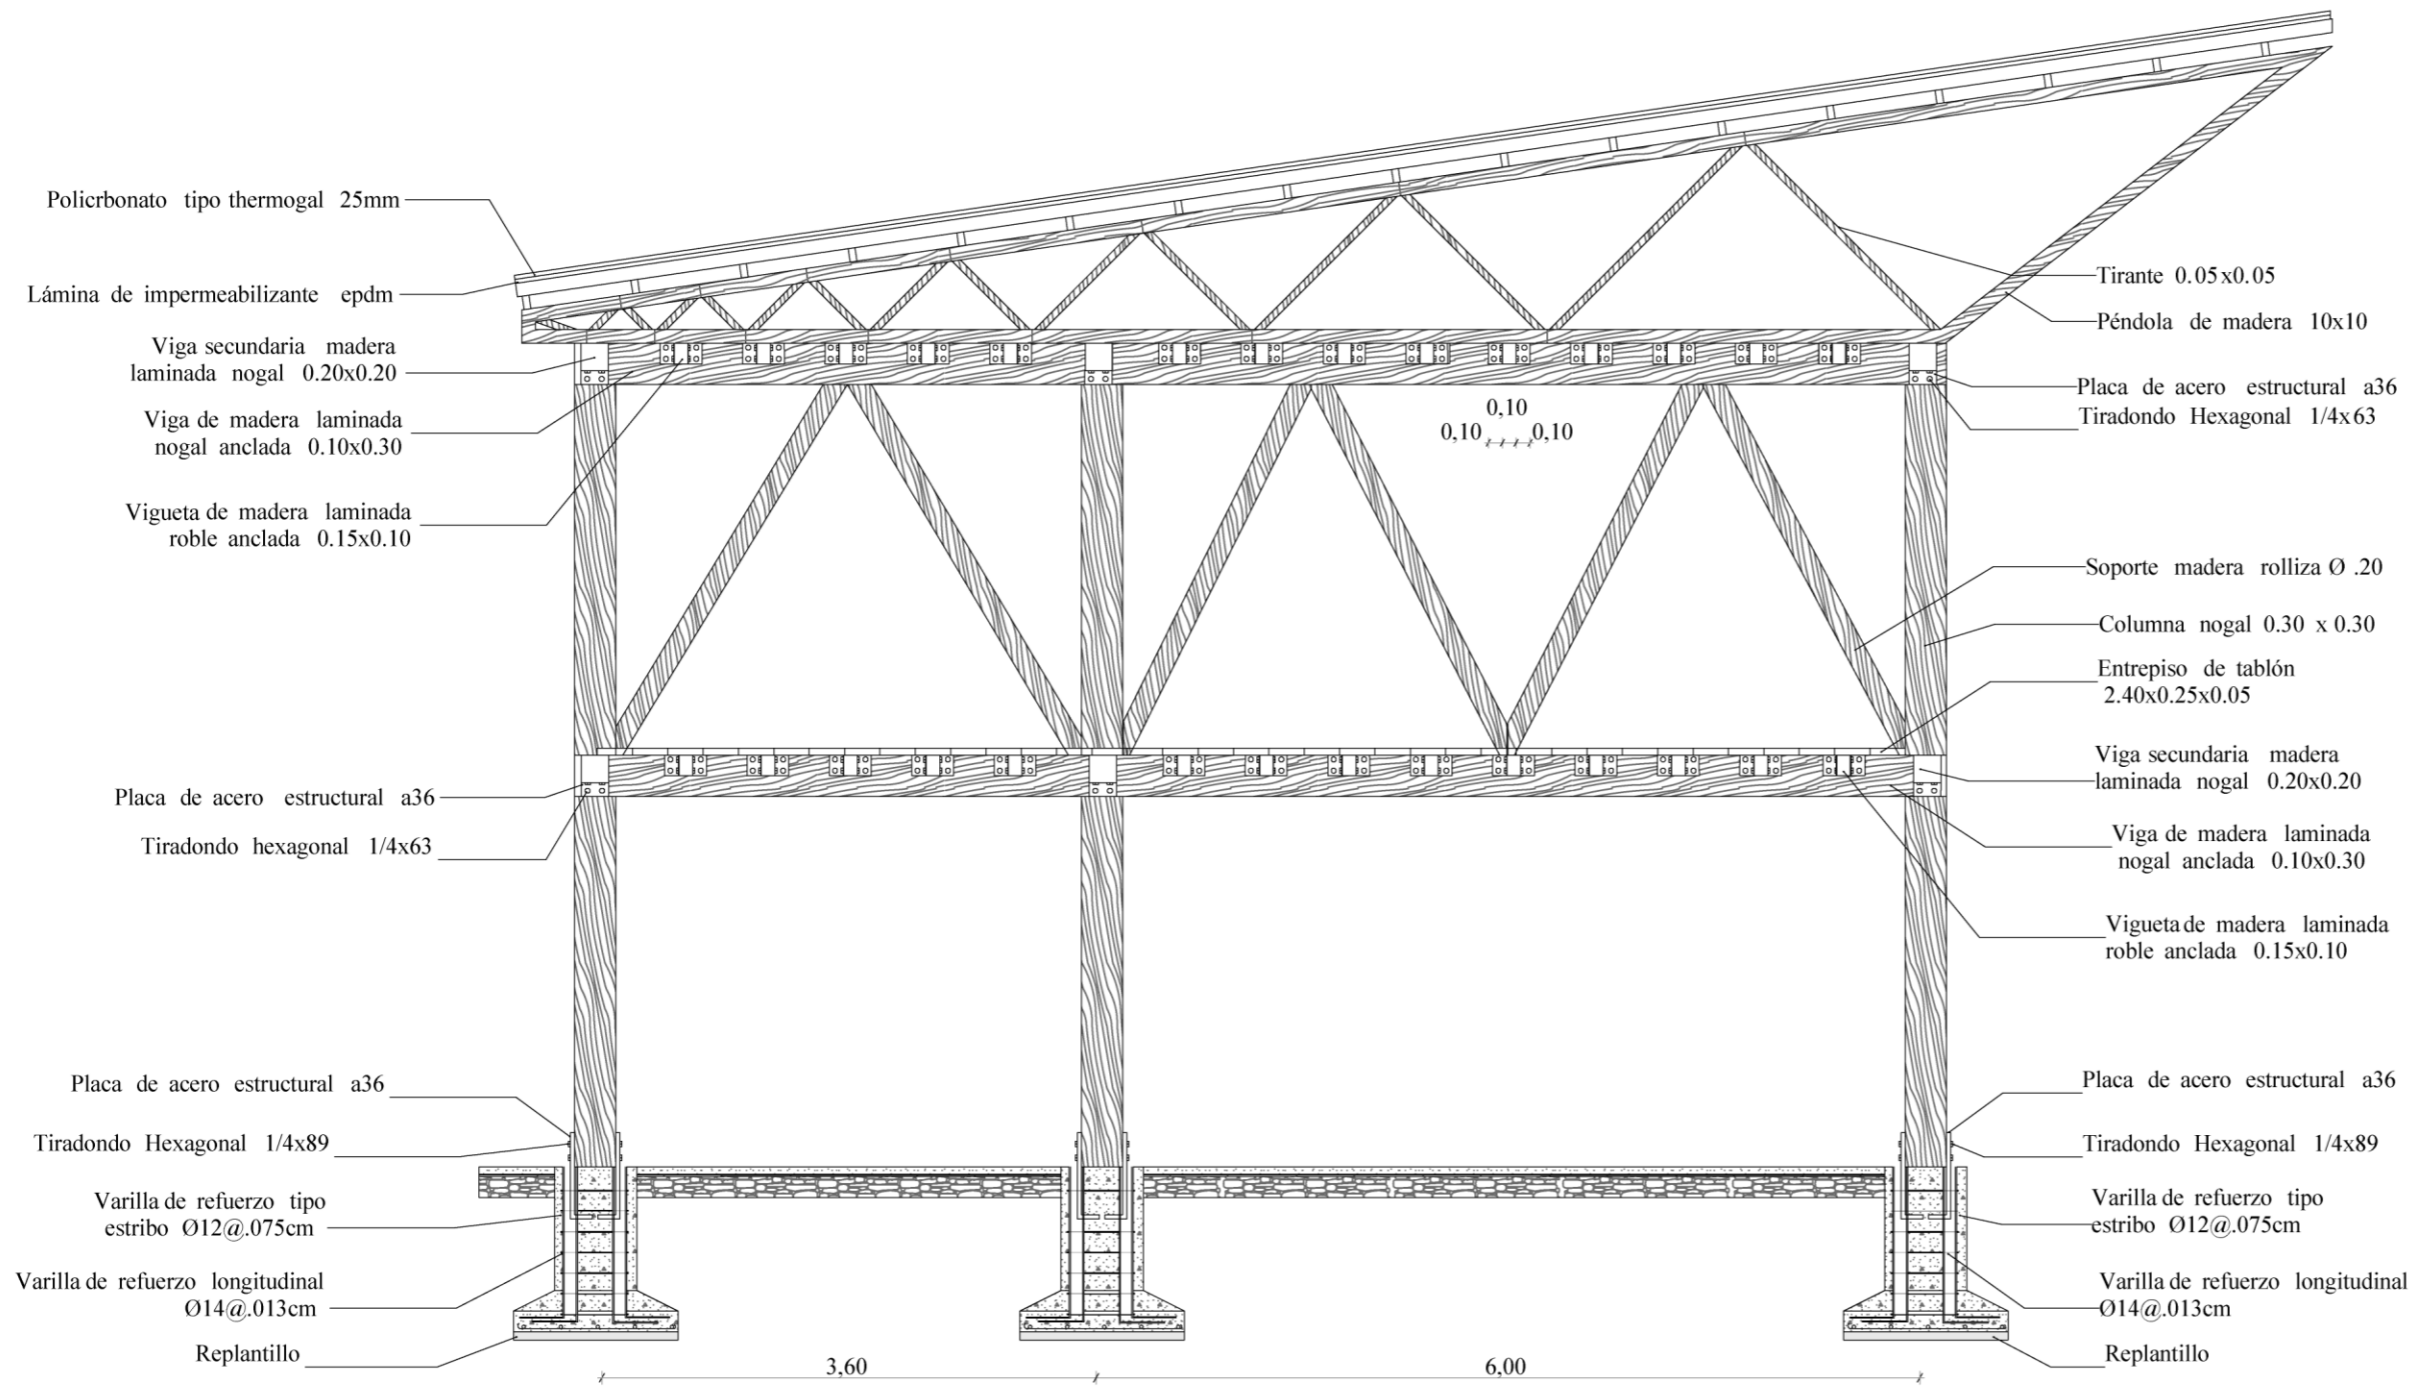 Policrbonato tipo thermogal 25mm
Lámina de impermeabilizante epdm
Viga secundaria madera
laminada nogal 0.20x0.20
Viga de madera laminada
nogal anclada 0.10x0.30
Vigueta de madera laminada
roble anclada 0.15x0.10
Placa de acero estructural a36
Tiradondo hexagonal 1/4x63
Placa de acero estructural a36
Tiradondo Hexagonal 1/4x89
Varilla de refuerzo tipo
estribo Ø12@.075cm
Varilla de refuerzo longitudinal
Ø14@.013cm
Replantillo
0,10
0,10 0,10
3,60
6,00
Tirante 0.05x0.05
Péndola de madera 10x10
Placa de acero estructural a36
Tiradondo Hexagonal 1/4x63
Soporte madera rolliza Ø .20
Columna nogal 0.30 x 0.30
Entrepiso de tablón
2.40x0.25x0.05
Viga secundaria madera
laminada nogal 0.20x0.20
Viga de madera laminada
nogal anclada 0.10x0.30
Vigueta de madera laminada
roble anclada 0.15x0.10
Placa de acero estructural a36
Tiradondo Hexagonal 1/4x89
Varilla de refuerzo tipo
estribo Ø12@.075cm
Varilla de refuerzo longitudinal
Ø14@.013cm
Replantillo